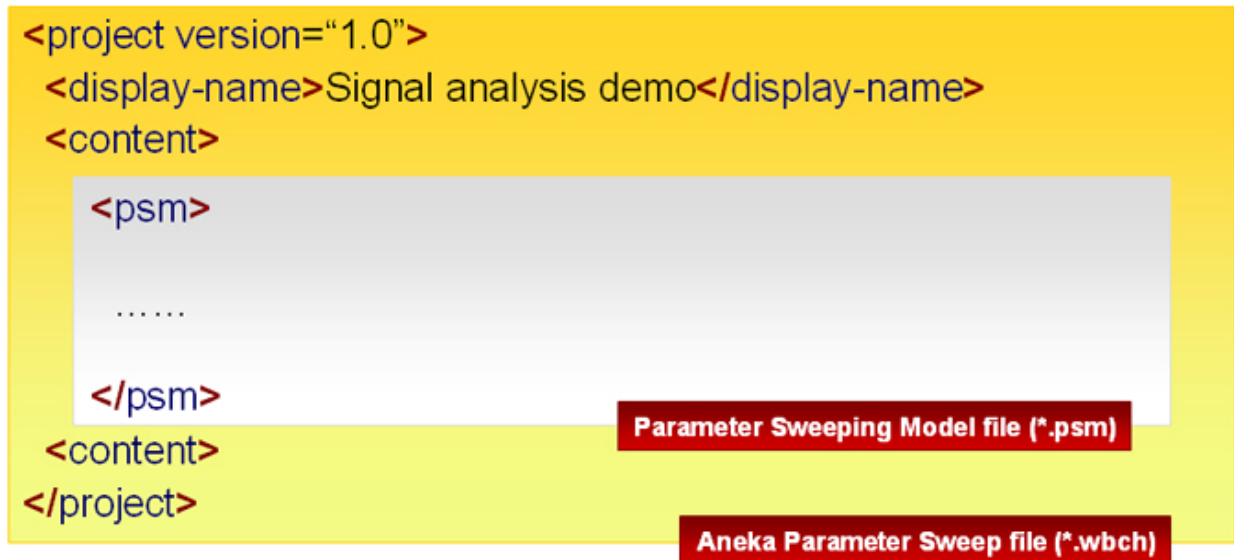 <project version=“1.0”>
<display-name>Signal analysis demo</display-name>
<content>
<psm>
……
</psm>
Parameter Sweeping Model file (*.psm)
<content>
</project>
Aneka Parameter Sweep file (*.wbch)